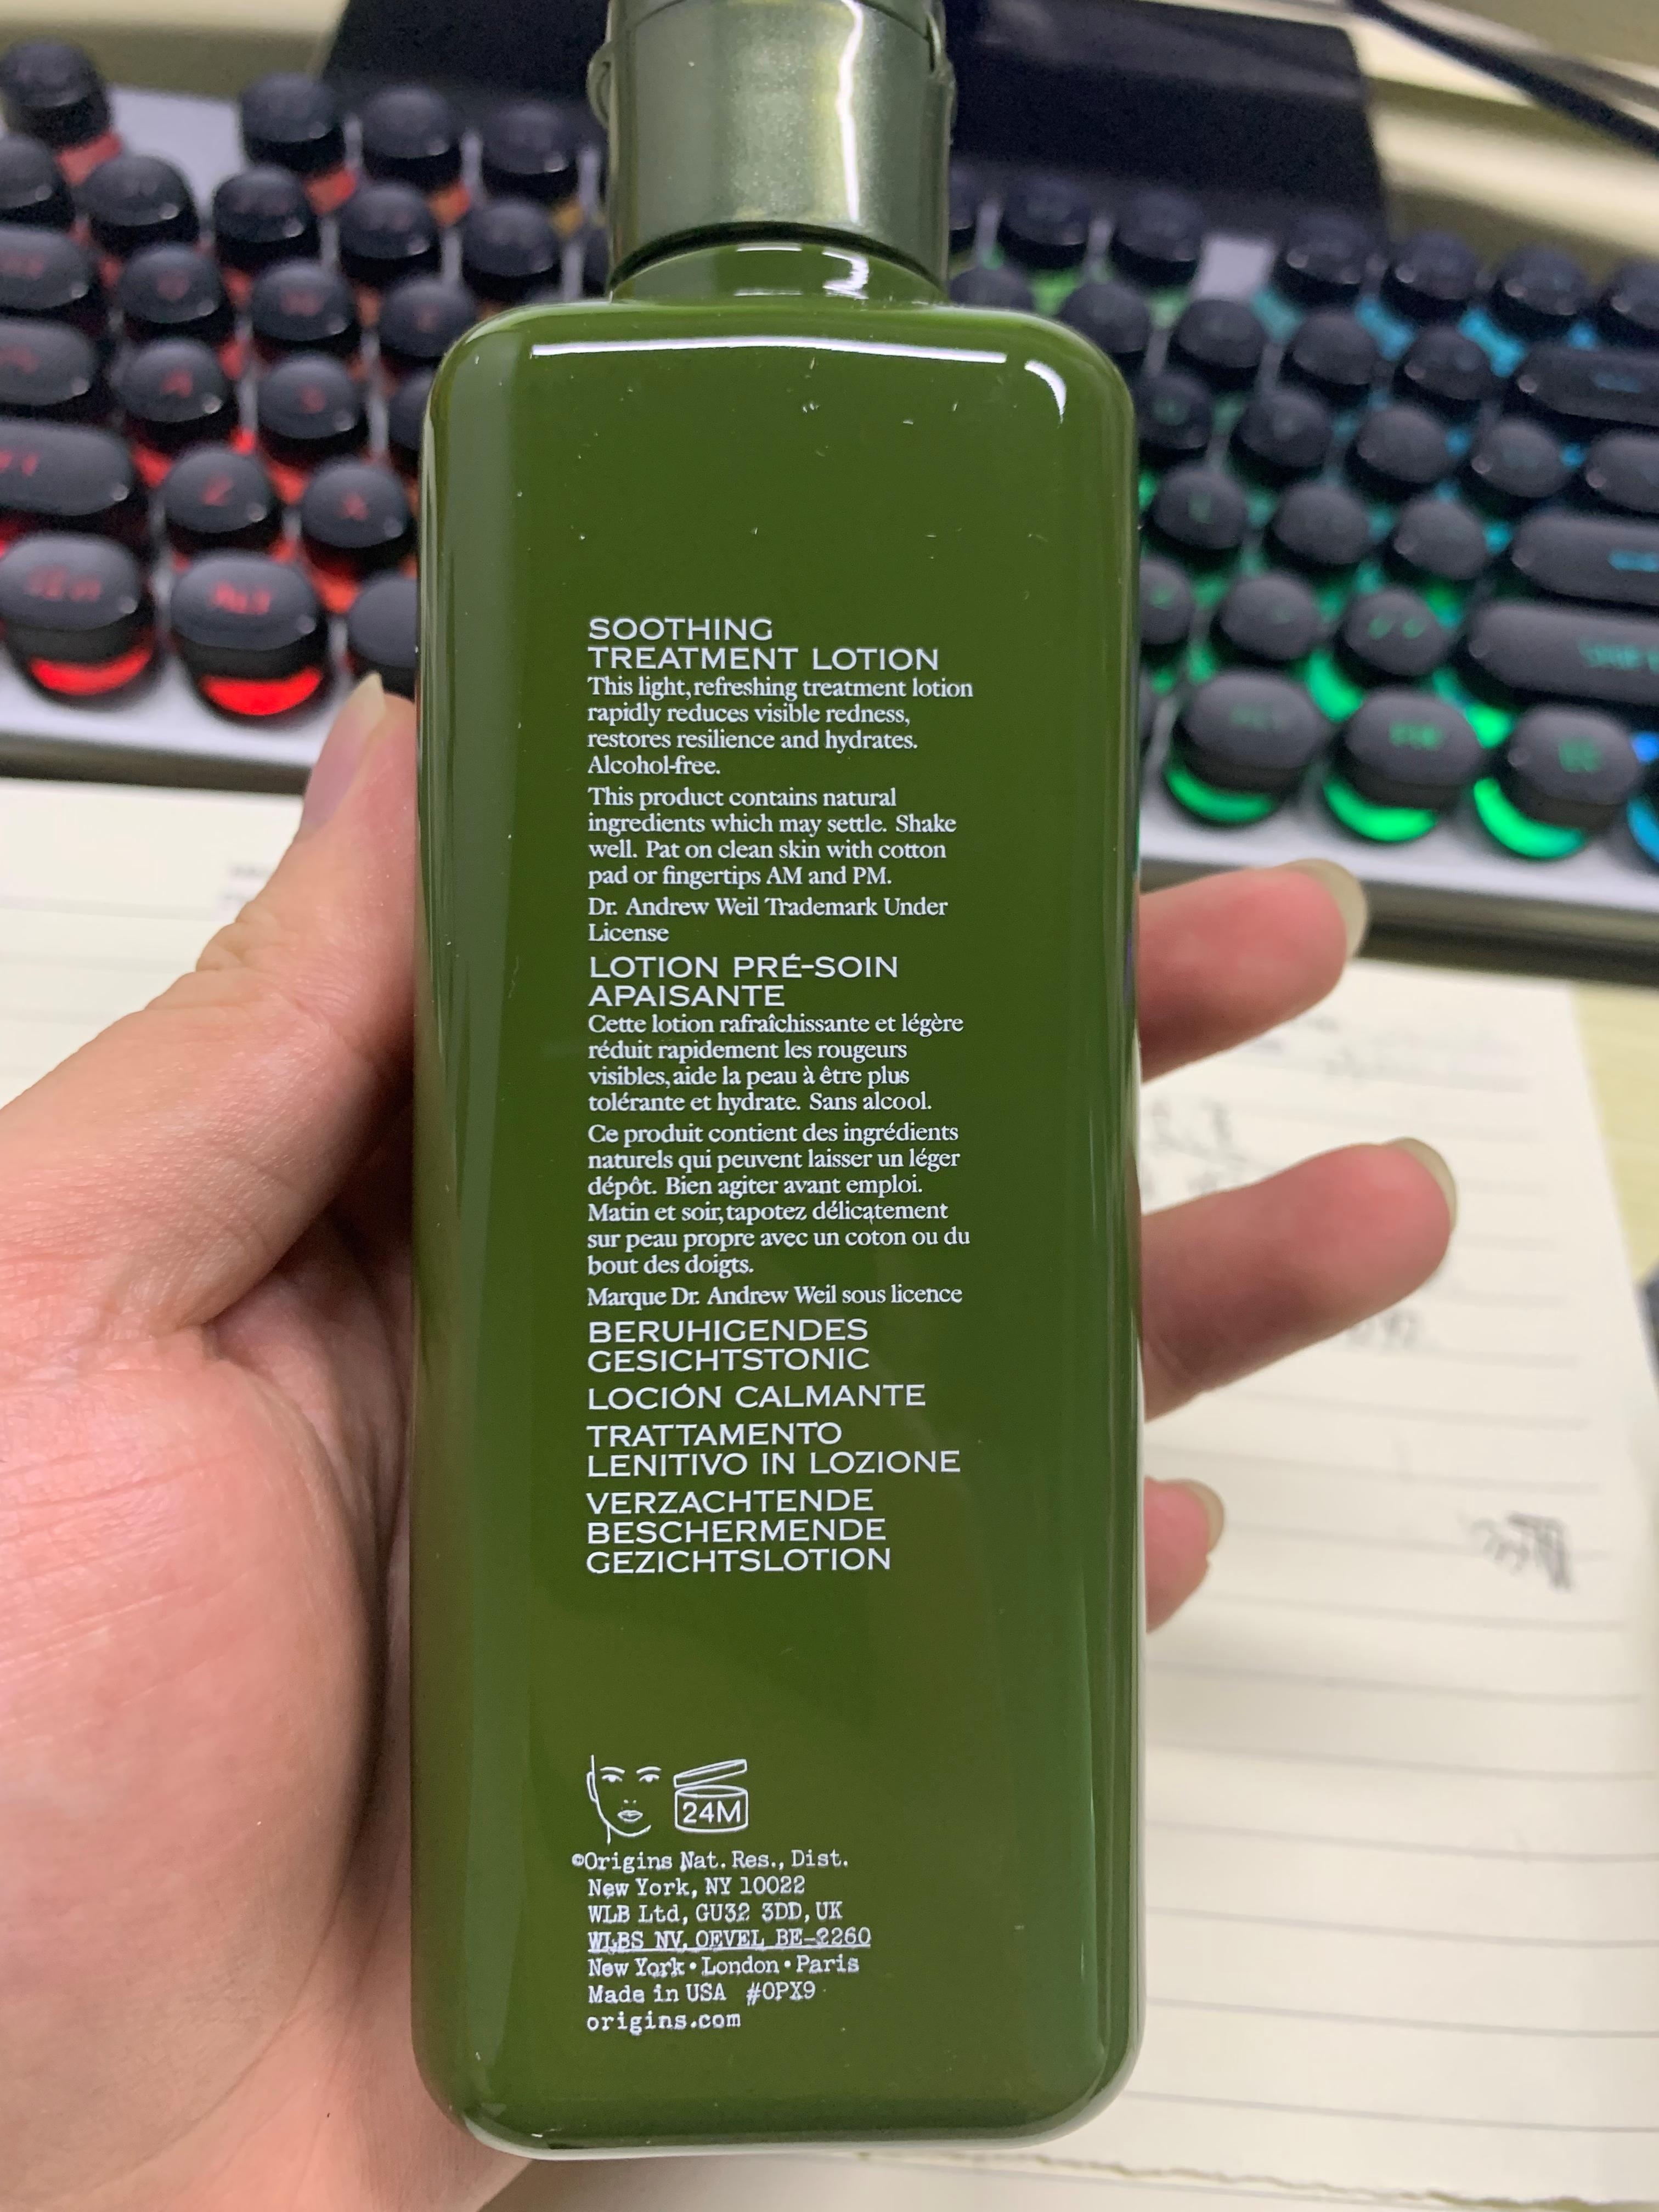 SOOTHING
TREATMENT LOTION
This light, refreshing treatment lotion
rapidly reduces visible redness,
restores resilience and hydrates.
Alcohol-free.
This product contains natural
ingredients which may settle. Shake
well. Pat on clean skin with cotton
pad or fingertips AM and PM.
Dr. Andrew Weil Trademark Under
License
LOTION PRÉ-SOIN
APAISANTE
Cette lotion rafraîchissante et légère
réduit rapidement les rougeurs
visibles, aide la peau à être plus
tolérante et hydrate. Sans alcool.
Ce produit contient des ingrédients
naturels qui peuvent laisser un léger
dépôt. Bien agiter avant emploi.
Matin et soir, tapotez délicatement
sur peau propre avec un coton ou du
bout des doigts.
Marque Dr. Andrew Weil sous licence
BERUHIGENDES
GESICHTSTONIC
LOCIÓN CALMANTE
TRATTAMENTO
LENITIVO IN LOZIONE
VERZACHTENDE
BESCHERMENDE
GEZICHTSLOTION
24M
©Origins Nat. Res., Dist.
New York, NY 10022
WLB Ltd, GU32 3DD, UK
WLBS NV, OEVEL BE-2260
New York • London • Paris
Made in USA #0PX9
origins.com